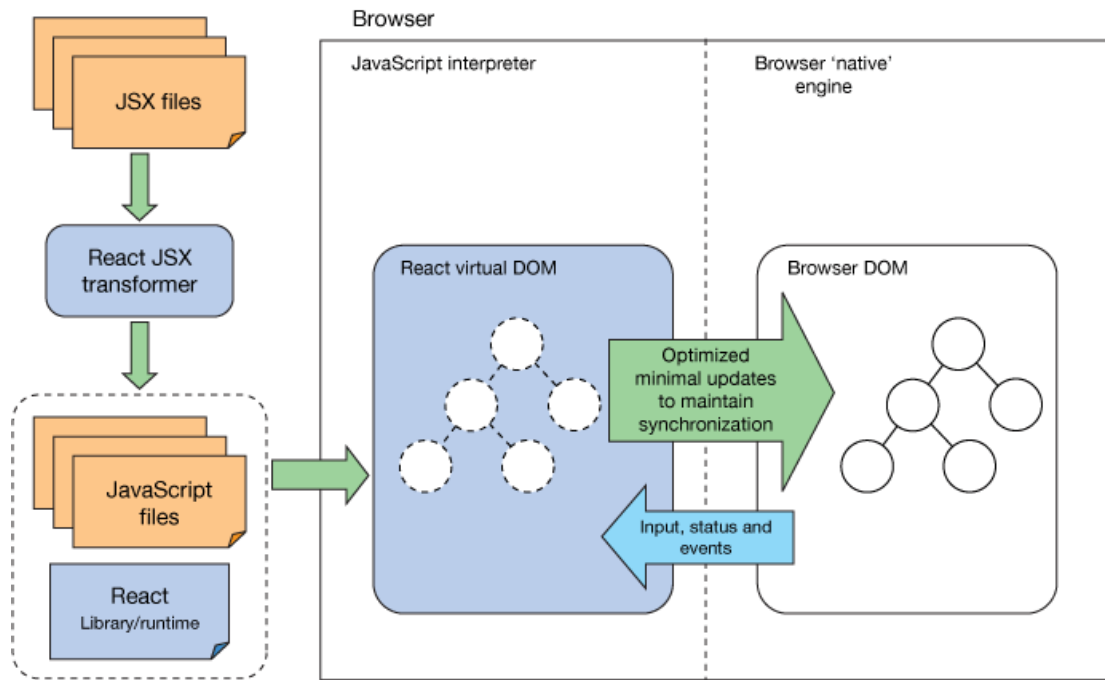 Browser
JSX files
JavaScript interpreter
Browser ‘native’
engine
React JSX
transformer
React virtual DOM
Browser DOM
Optimized
minimal updates
to maintain
synchronization
JavaScript
files
Input, status and
events
React
Library/runtime